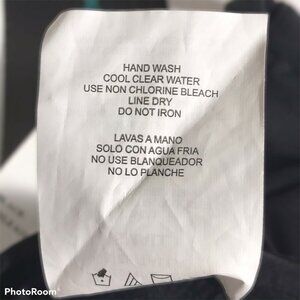 HAND WASH
COOL CLEAR WATER
USE NON CHLORINE BLEACH
LINE DRY
DO NOT IRON
LAVAS A MANO
SOLO CON AGUA FRIA
NO USE BLANQUEADOR
NO LO PLANCHE
PhotoRoom